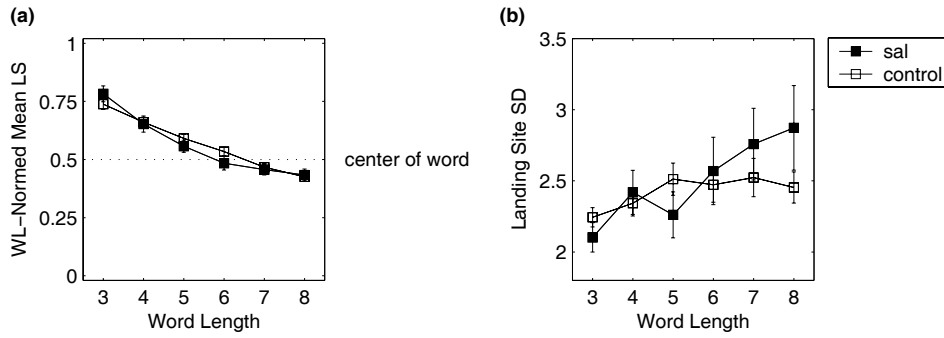 (a)
WL−Normed Mean LS
1
0.75
0.5
0.25
0
3 4 5 6 7 8
Word Length
center of word
(b)
Landing Site SD
3.5
3
2.5
2
3 4 5 6 7 8
Word Length
sal
control